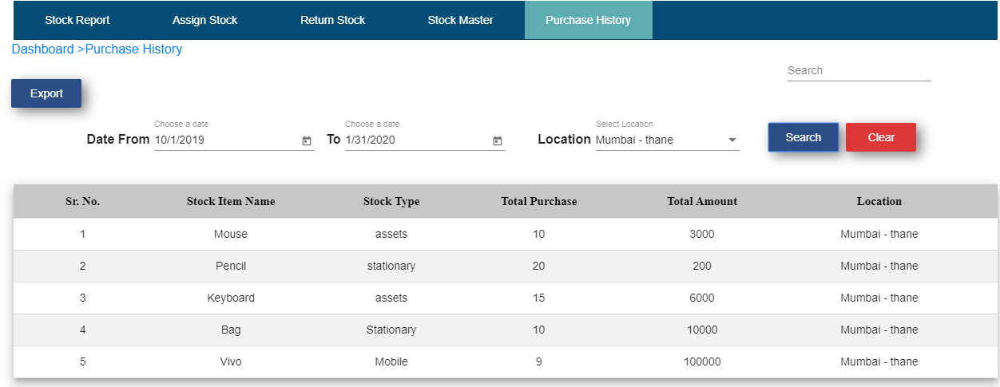 Stock Report Assign Stock Return Stock Stock Master Purchase History
Dashboard >Purchase History
Search
Export
Choose a date Choose a date Select Location
Date From 10/1/2019 To 1/31/2020 Location Mumbai - thane Search Clear
Sr. No. Stock Item Name Stock Type Total Purchase Total Amount Location
1 Mouse assets 10 3000 Mumbai - thane
2 Pencil stationary 20 200 Mumbai - thane
3 Keyboard assets 15 6000 Mumbai - thane
4 Bag Stationary 10 10000 Mumbai - thane
5 Vivo Mobile 9 100000 Mumbai - thane